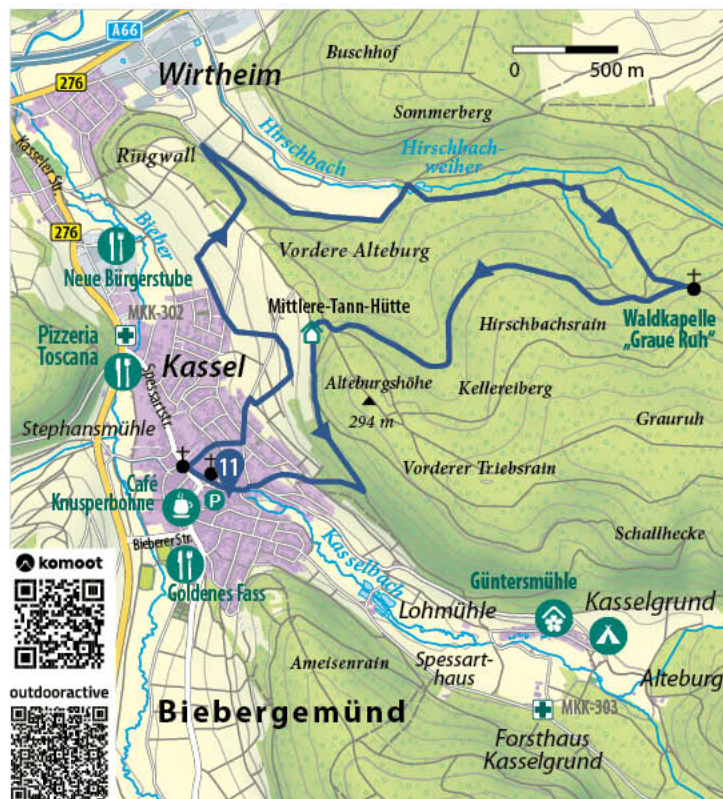 A66
Buschhof
Wirtheim
0 500 m
276
Sommerberg
Kasseler Str.
Hirschbach
Hirschbach-
weiher
Ringwall
Bieber
276
Vordere Alteburg
Neue Bürgerstube
MKK-302
Mittlere-Tann-Hütte
Waldkapelle
„Graue Ruh“
Hirschbachsrain
Pizzeria
Toscana
Kassel
Spessartstr.
Alteburgshöhe
294 m
Kellereiberg
Grauruh
Stephansmühle
Vorderer Triebsrain
11
Café
Knusperbohne
P
Schallhecke
Bieberer Str.
komoot
Kasselbach
Goldenes Fass
Güntersmühle
Kasselgrund
Lohmühle
Spessart-
haus
Ameisenrain
Alteburg
outdooractive
Biebergemünd
MKK-303
Forsthaus
Kasselgrund